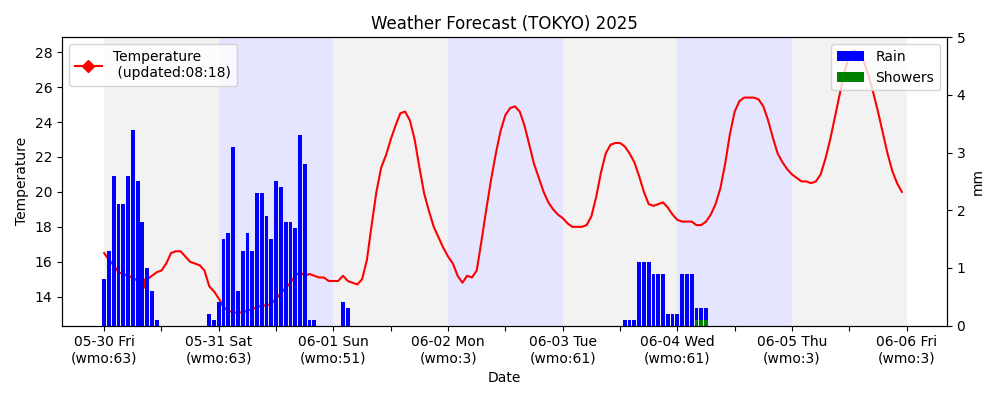 Weather Forecast (TOKYO) 2025
Temperature
(updated:08:18)
Rain
Showers
Temperature
28
26
24
22
20
18
16
14
5
4
3
2
1
0
mm
05-30 Fri
(wmo:63)
05-31 Sat
(wmo:63)
06-01 Sun
(wmo:51)
06-02 Mon
(wmo:3)
06-03 Tue
(wmo:61)
06-04 Wed
(wmo:61)
06-05 Thu
(wmo:3)
06-06 Fri
(wmo:3)
Date